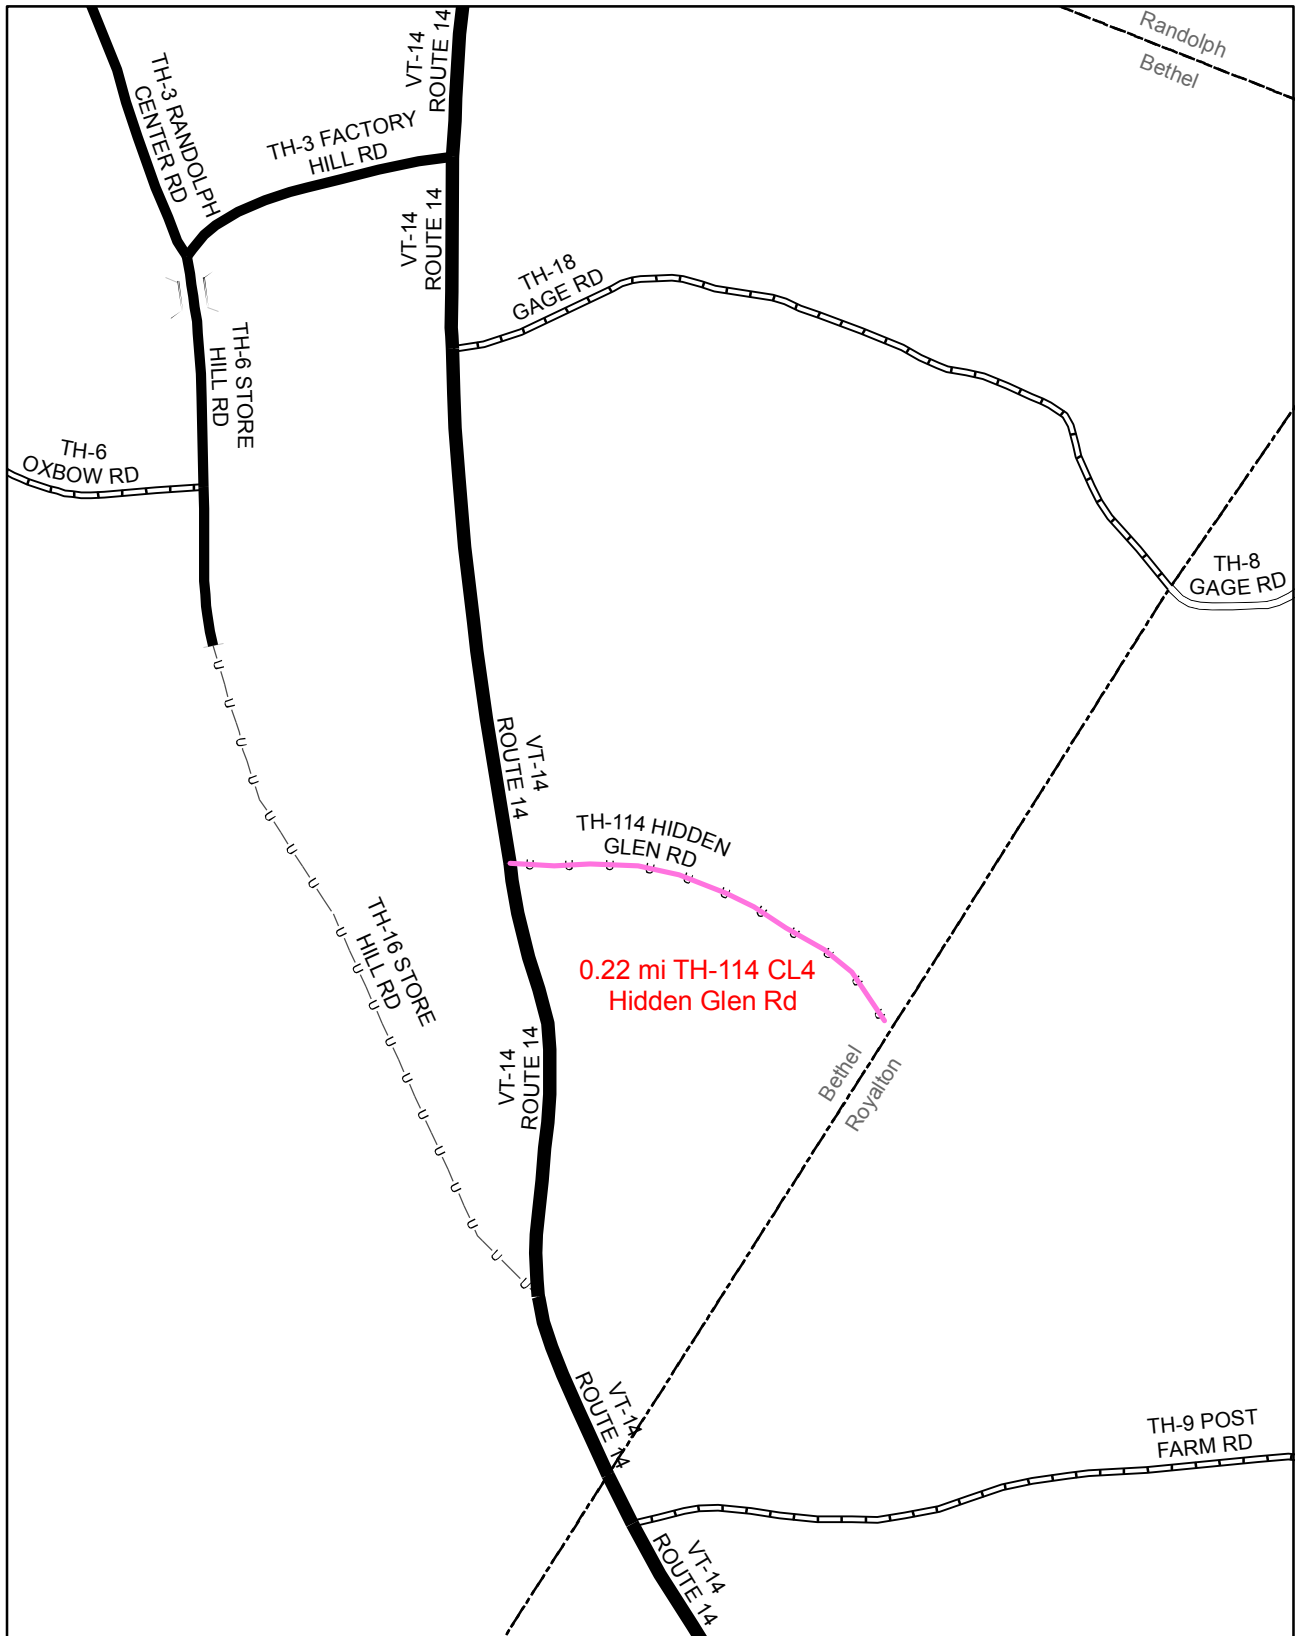 Randolph
Bethel
VT-14
ROUTE 14
TH-3 RANDOLPH
CENTER RD
TH-3 FACTORY
HILL RD
VT-14
ROUTE 14
TH-18
GAGE RD
TH-6 STORE
HILL RD
TH-6
OXBOW RD
TH-8
GAGE RD
VT-14
ROUTE 14
TH-114 HIDDEN
GLEN RD
TH-16 STORE
HILL RD
0.22 mi TH-114 CL4
Hidden Glen Rd
VT-14
ROUTE 14
Bethel
Royalton
VT-14
ROUTE 14
TH-9 POST
FARM RD
VT-14
ROUTE 14